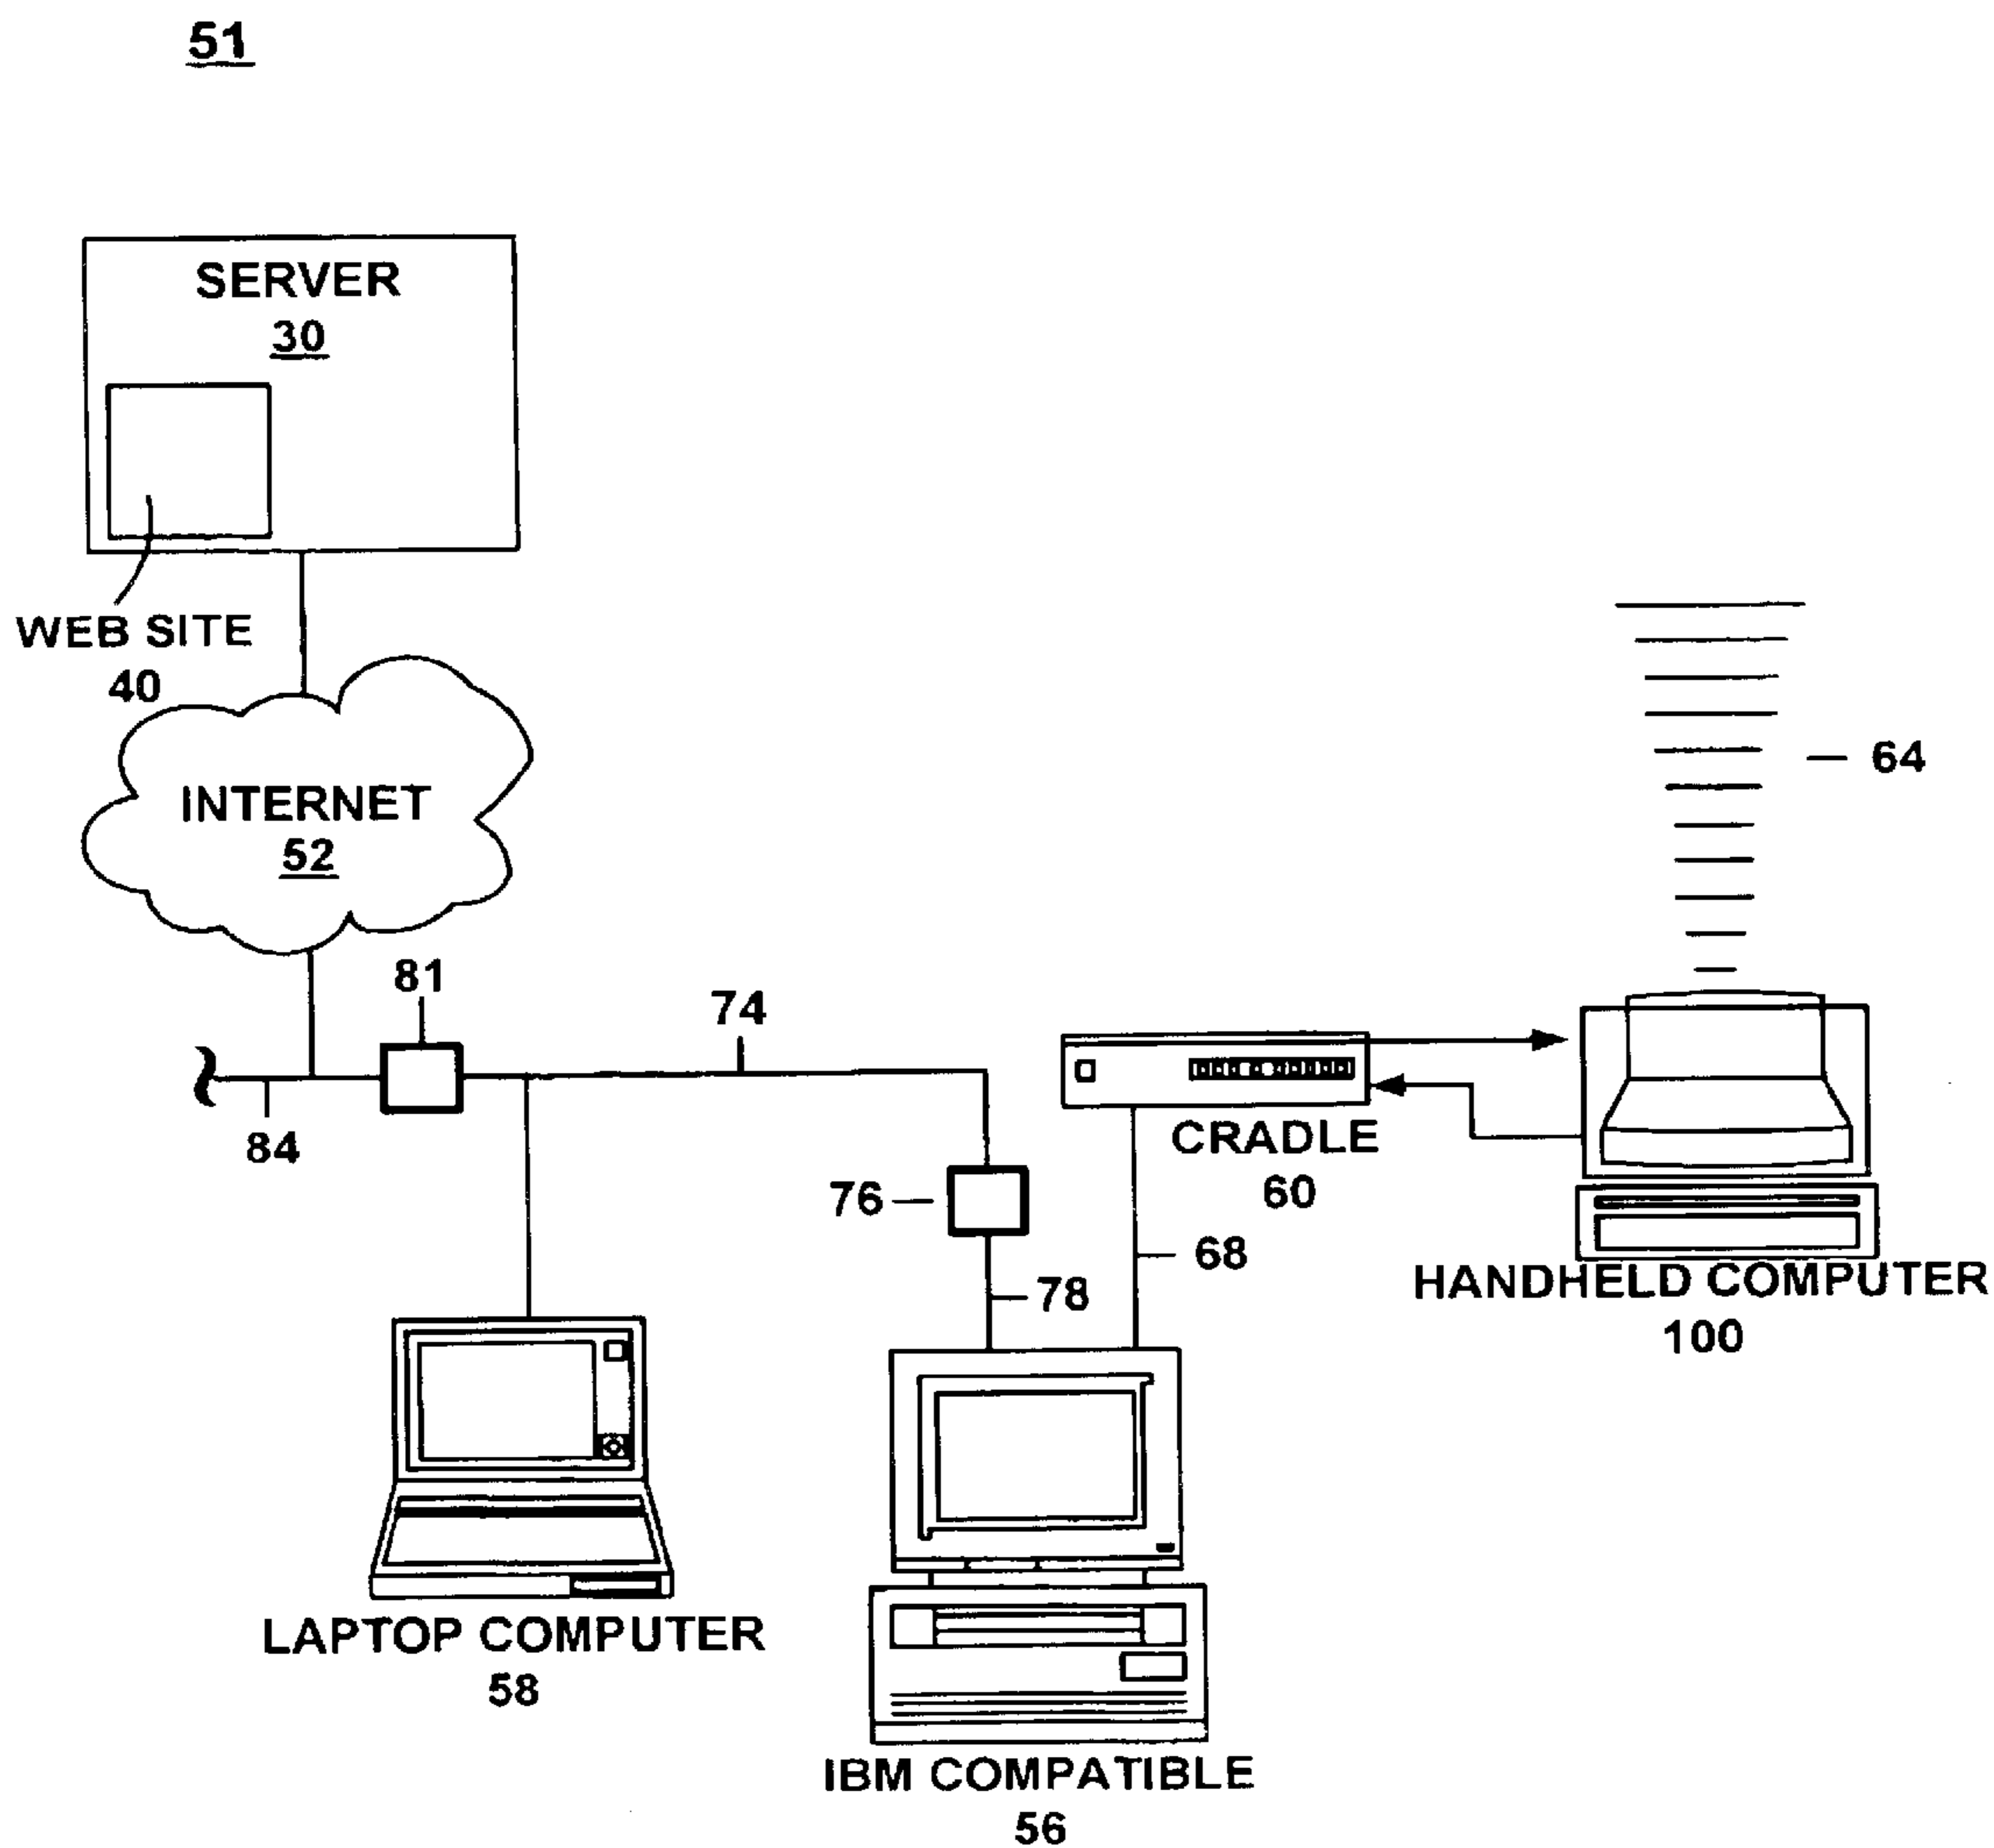 51
SERVER
30
WEB SITE
40
INTERNET
52
64
81
74
84
CRADLE
60
76
68
78
HANDHELD COMPUTER
100
LAPTOP COMPUTER
58
IBM COMPATIBLE
56